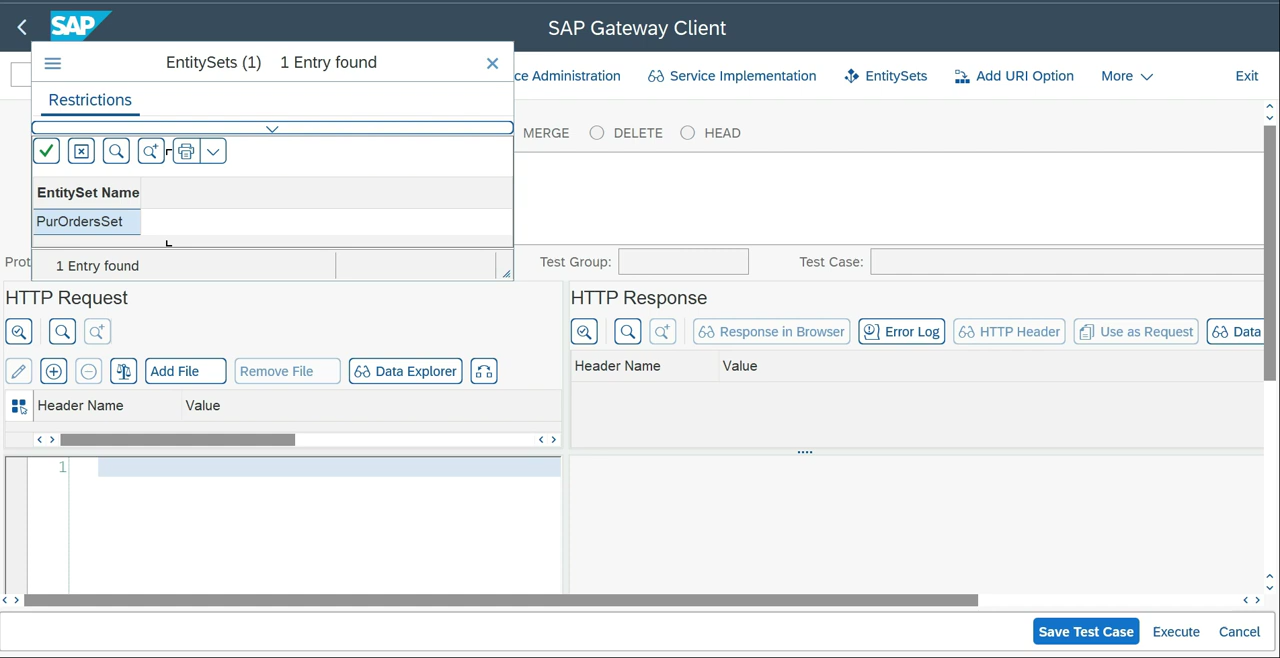 SAP
SAP Gateway Client
EntitySets (1) 1 Entry found
ce Administration
Service Implementation
EntitySets
Add URI Option
More
Exit
Restrictions
MERGE
DELETE
HEAD
EntitySet Name
PurOrdersSet
1 Entry found
Prot
Test Group:
Test Case:
HTTP Request
HTTP Response
Response in Browser
Error Log
HTTP Header
Use as Request
Data
Add File
Remove File
Data Explorer
Header Name Value
Header Name Value
1
Save Test Case
Execute
Cancel